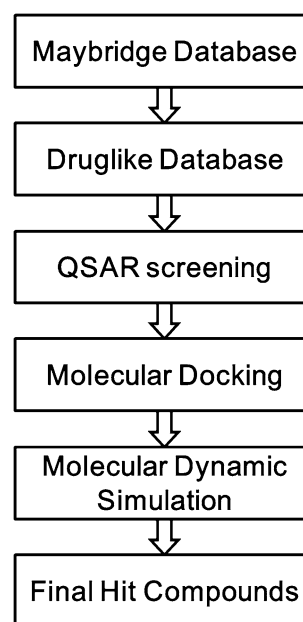 Maybridge Database
Druglike Database
QSAR screening
Molecular Docking
Molecular Dynamic
Simulation
Final Hit Compounds